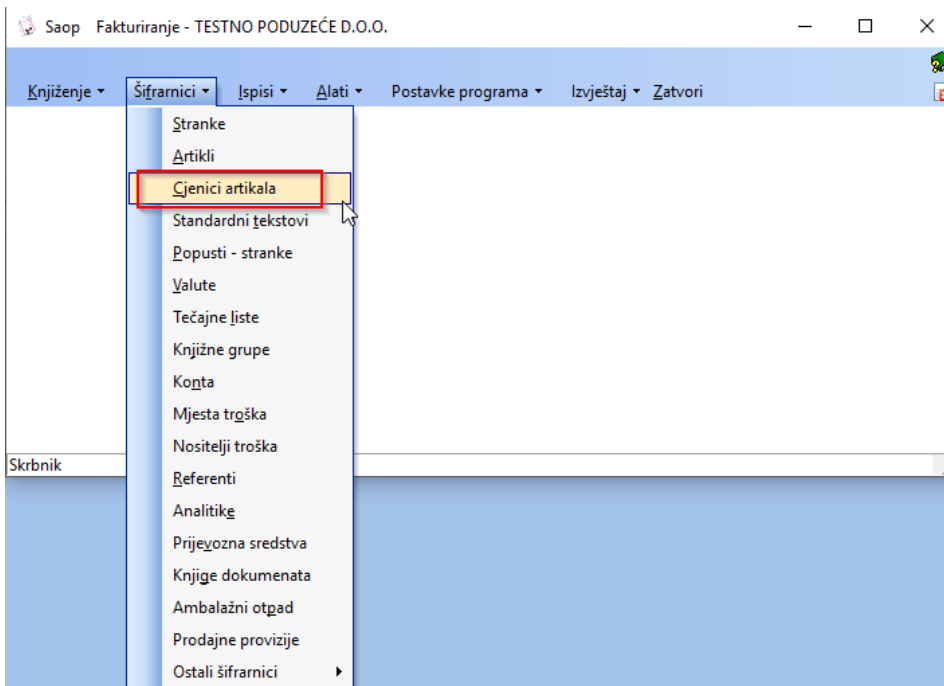 Saop Fakturiranje - TESTNO PODUZEĆE D.O.O.
Knjiženje Šifrarnici Ispisi Alati Postavke programa Izvještaj Zatvori
Stranke
Artikli
Cjenici artikala
Standardni tekstovi
Popusti - stranke
Valute
Tečajne liste
Knjižne grupe
Konta
Mjesta troška
Nositelji troška
Skrbnik
Referenti
Analitike
Prijevozna sredstva
Knjige dokumenata
Ambalažni otpad
Prodajne provizije
Ostali šifrarnici